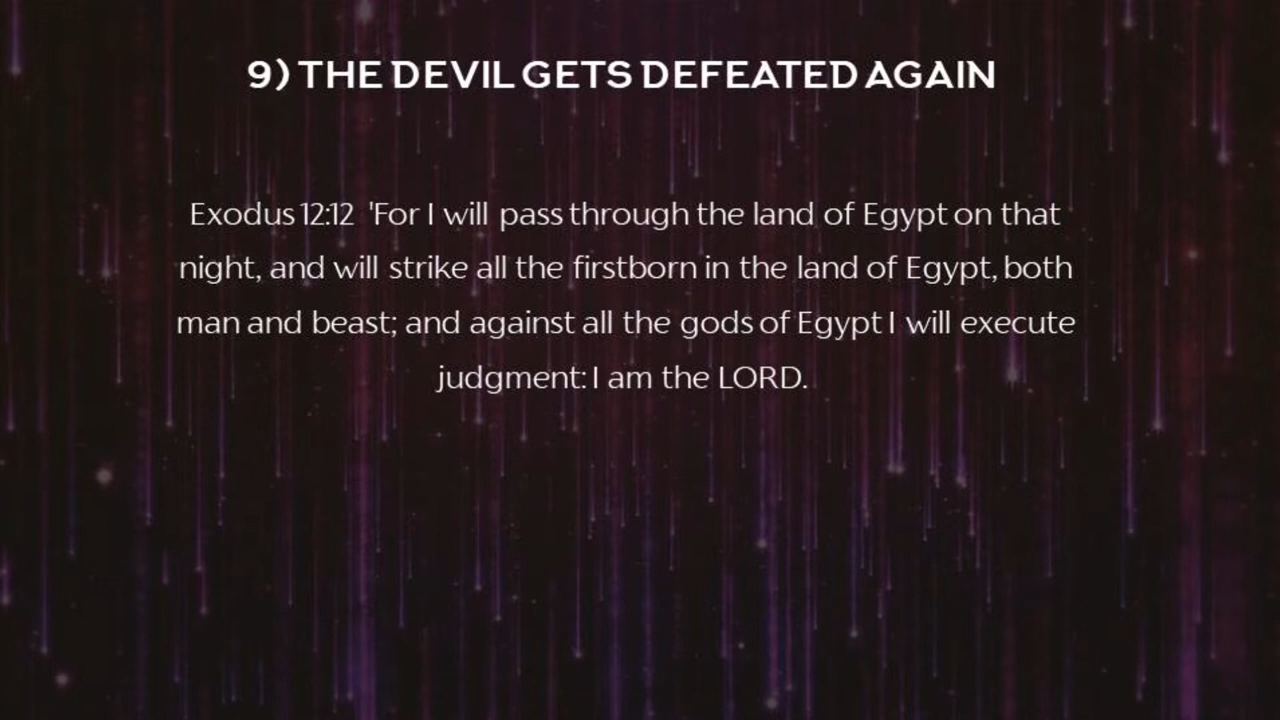 9) THE DEVIL GETS DEFEATED AGAIN
Exodus 12:12 'For I will pass through the land of Egypt on that
night, and will strike all the firstborn in the land of Egypt, both
man and beast; and against all the gods of Egypt I will execute
judgment: I am the LORD.